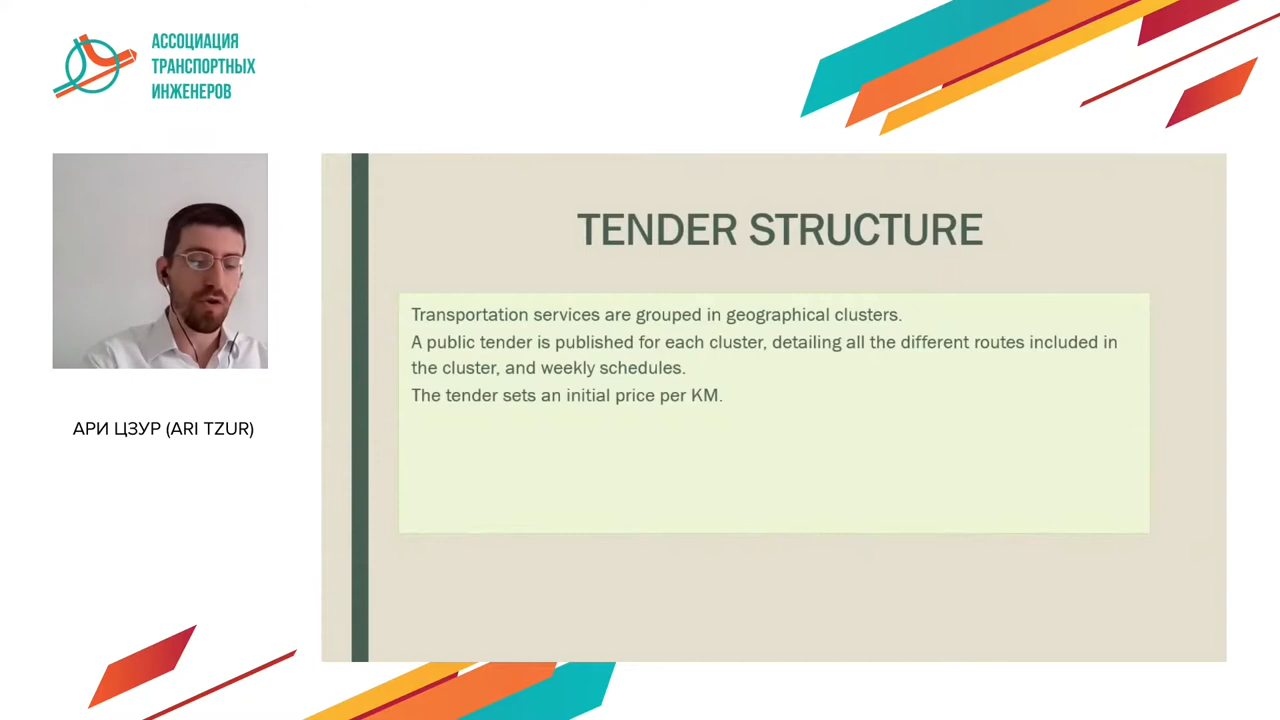 АССОЦИАЦИЯ
ТРАНСПОРТНЫХ
ИНЖЕНЕРОВ
АРИ ЦЗУР (ARI TZUR)
TENDER STRUCTURE
Transportation services are grouped in geographical clusters.
A public tender is published for each cluster, detailing all the different routes included in
the cluster, and weekly schedules.
The tender sets an initial price per KM.